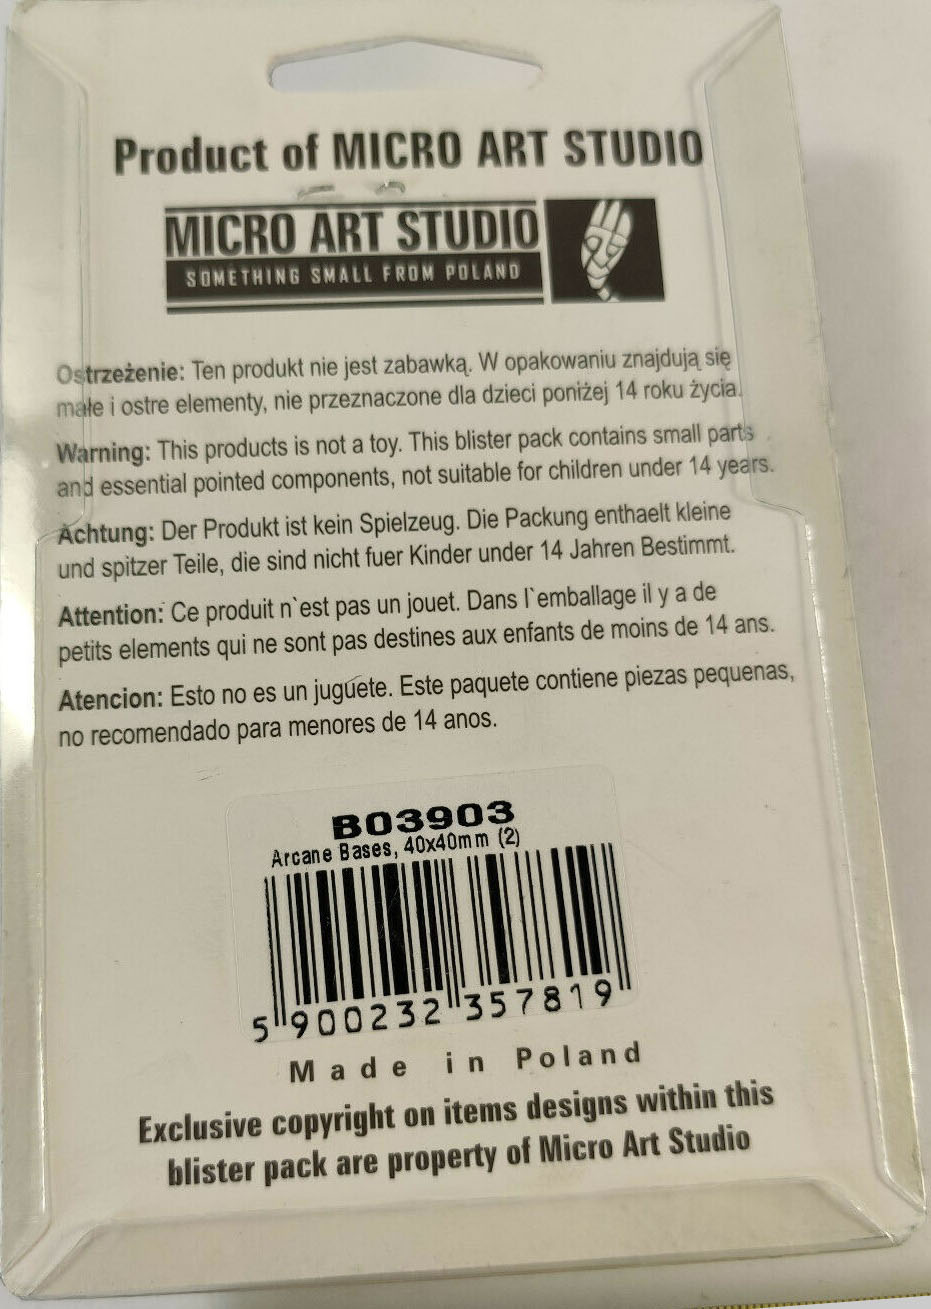 Product of MICRO ART STUDIO
MICRO ART STUDIO
SOMETHING SMALL FROM POLAND
Ostrzeżenie: Ten produkt nie jest zabawką. W opakowaniu znajdują się
małe i ostre elementy, nie przeznaczone dla dzieci poniżej 14 roku życia.
Warning: This products is not a toy. This blister pack contains small parts
and essential pointed components, not suitable for children under 14 years.
Achtung: Der Produkt ist kein Spielzeug. Die Packung enthaelt kleine
und spitzer Teile, die sind nicht fuer Kinder under 14 Jahren Bestimmt.
Attention: Ce produit n`est pas un jouet. Dans l`emballage il y a de
petits elements qui ne sont pas destines aux enfants de moins de 14 ans.
Atencion: Esto no es un juguete. Este paquete contiene piezas pequenas,
no recomendado para menores de 14 anos.
B03903
Arcane Bases, 40x40mm (2)
5 900232 357819
Made in Poland
Exclusive copyright on items designs within this
blister pack are property of Micro Art Studio